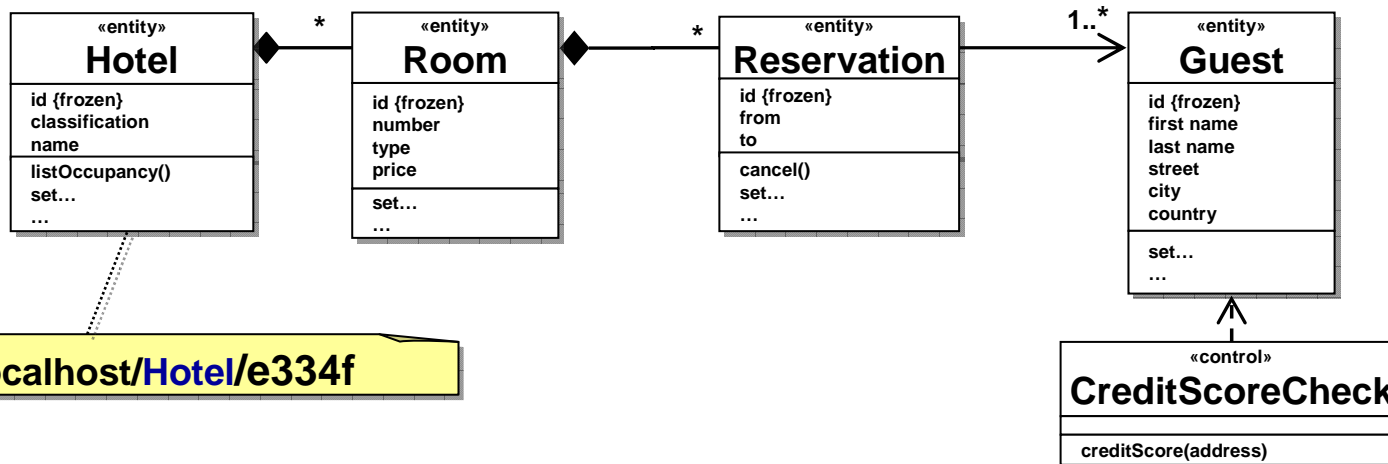 «entity»
Hotel
id {frozen}
classification
name
listOccupancy()
set…
…
*
«entity»
Room
id {frozen}
number
type
price
set…
…
*
«entity»
Reservation
id {frozen}
from
to
cancel()
set…
…
1..*
«entity»
Guest
id {frozen}
first name
last name
street
city
country
set…
…
ocalhost/Hotel/e334f
«control»
CreditScoreCheck
creditScore(address)